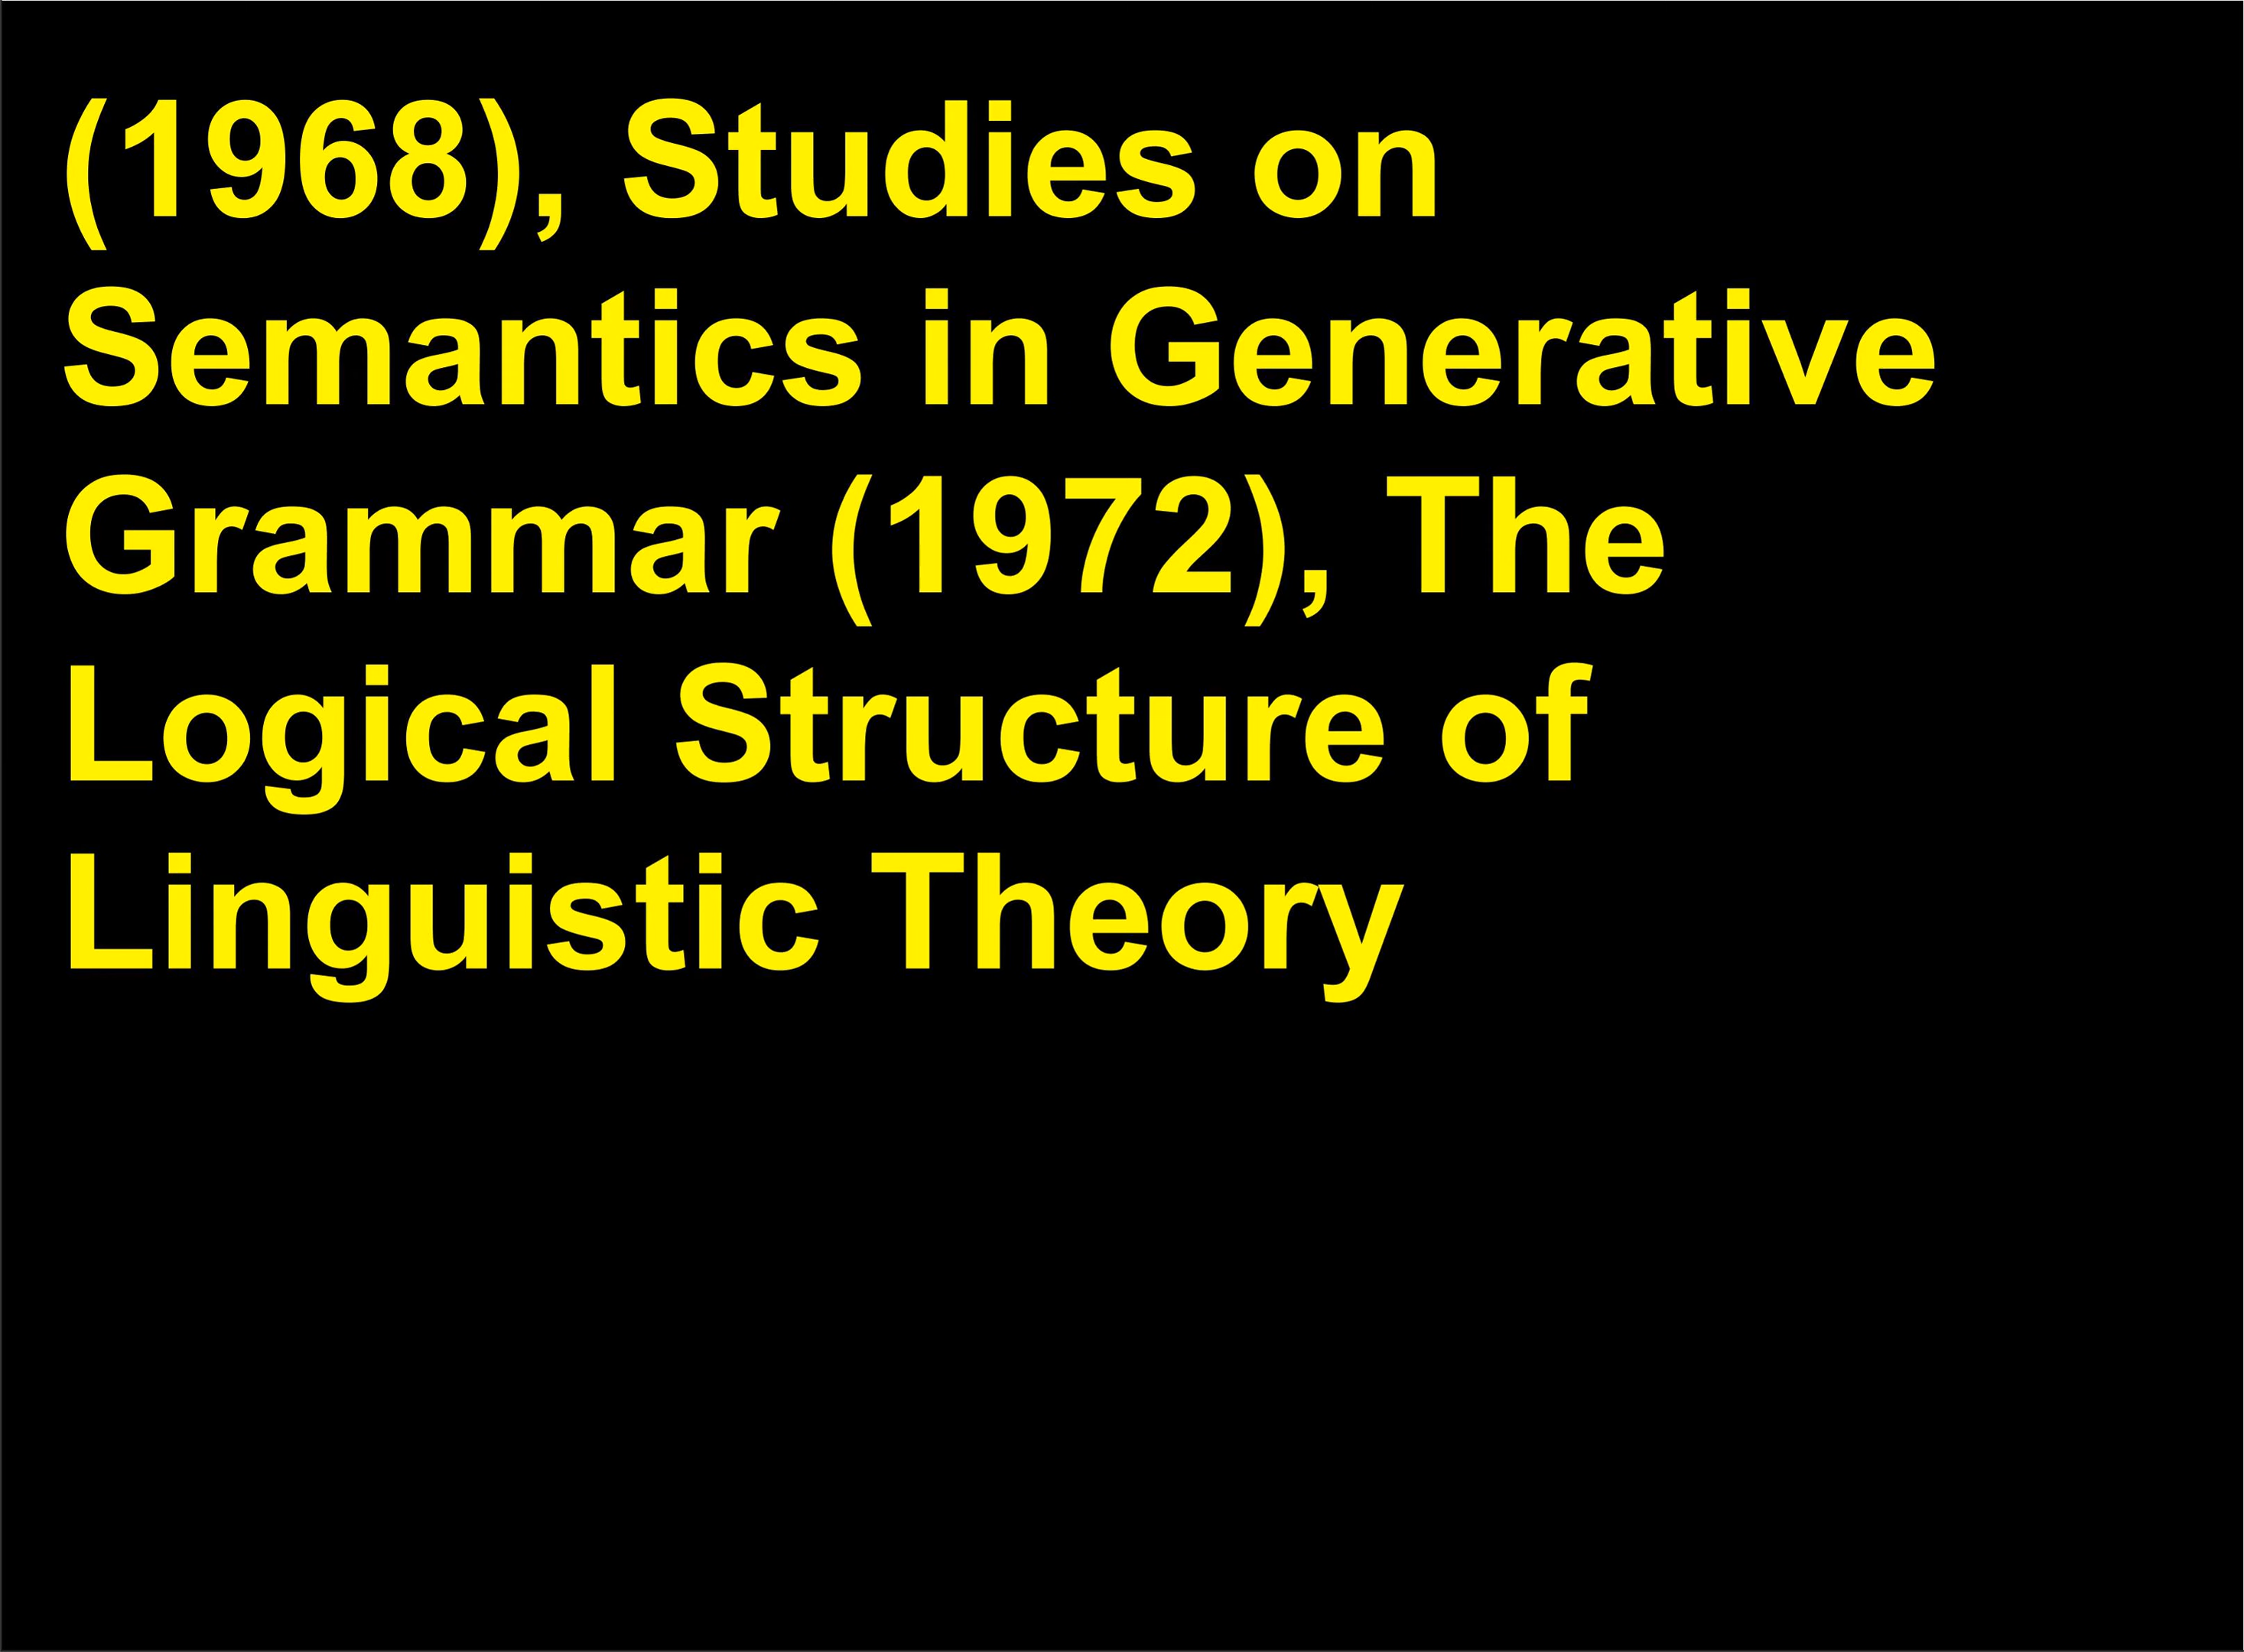 (1968), Studies on
Semantics in Generative
Grammar (1972), The
Logical Structure of
Linguistic Theory